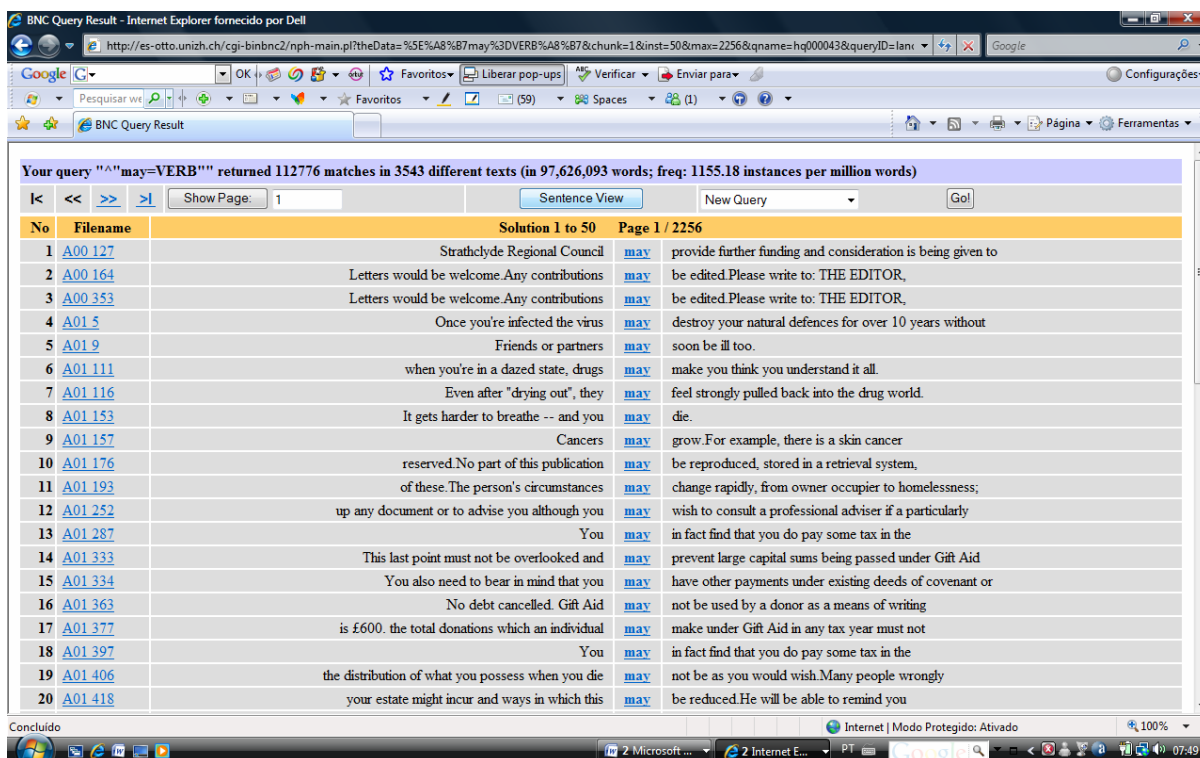 BNC Query Result - Internet Explorer fornecido por Dell
http://es-otto.unizh.ch/cgi-binbnc2/nph-main.pl?theData=%5E%A8%B7may%3DVERB%A8%B7&chunk=1&inst=50&max=2256&qname=hq000043&queryID=lan Google
Google G OK Favoritos Liberar pop-ups Verificar Enviar para Configurações
Pesquisar we Favorites (59) Spaces (1)
BNC Query Result Página Ferramentas
Your query "^"may=VERB"" returned 112776 matches in 3543 different texts (in 97,626,093 words; freq: 1155.18 instances per million words)
|< << >> >| Show Page: 1 Sentence View New Query Go!
No Filename Solution 1 to 50 Page 1 / 2256
1 A00 127 Strathclyde Regional Council may provide further funding and consideration is being given to
2 A00 164 Letters would be welcome.Any contributions may be edited.Please write to: THE EDITOR,
3 A00 353 Letters would be welcome.Any contributions may be edited.Please write to: THE EDITOR,
4 A01 5 Once you're infected the virus may destroy your natural defences for over 10 years without
5 A01 9 Friends or partners may soon be ill too.
6 A01 111 when you're in a dazed state, drugs may make you think you understand it all.
7 A01 116 Even after "drying out", they may feel strongly pulled back into the drug world.
8 A01 153 It gets harder to breathe -- and you may die.
9 A01 157 Cancers may grow.For example, there is a skin cancer
10 A01 176 reserved.No part of this publication may be reproduced, stored in a retrieval system,
11 A01 193 of these.The person's circumstances may change rapidly, from owner occupier to homelessness;
12 A01 252 up any document or to advise you although you may wish to consult a professional adviser if a particularly
13 A01 287 You may in fact find that you do pay some tax in the
14 A01 333 This last point must not be overlooked and may prevent large capital sums being passed under Gift Aid
15 A01 334 You also need to bear in mind that you may have other payments under existing deeds of covenant or
16 A01 363 No debt cancelled. Gift Aid may not be used by a donor as a means of writing
17 A01 377 is £600. the total donations which an individual may make under Gift Aid in any tax year must not
18 A01 397 You may in fact find that you do pay some tax in the
19 A01 406 the distribution of what you possess when you die may not be as you would wish.Many people wrongly
20 A01 418 your estate might incur and ways in which this may be reduced.He will be able to remind you
Concluído Internet | Modo Protegido: Ativado 100%
2 Microsoft ... 2 Internet E... PT Google 07:49